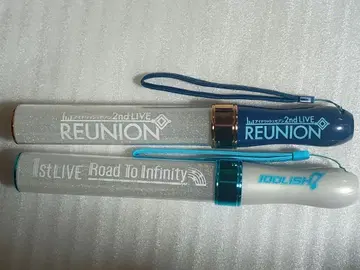 2nd LIVE
REUNION
2nd LIVE
REUNION
1st LIVE Road To Infinity
IDOLiSH7